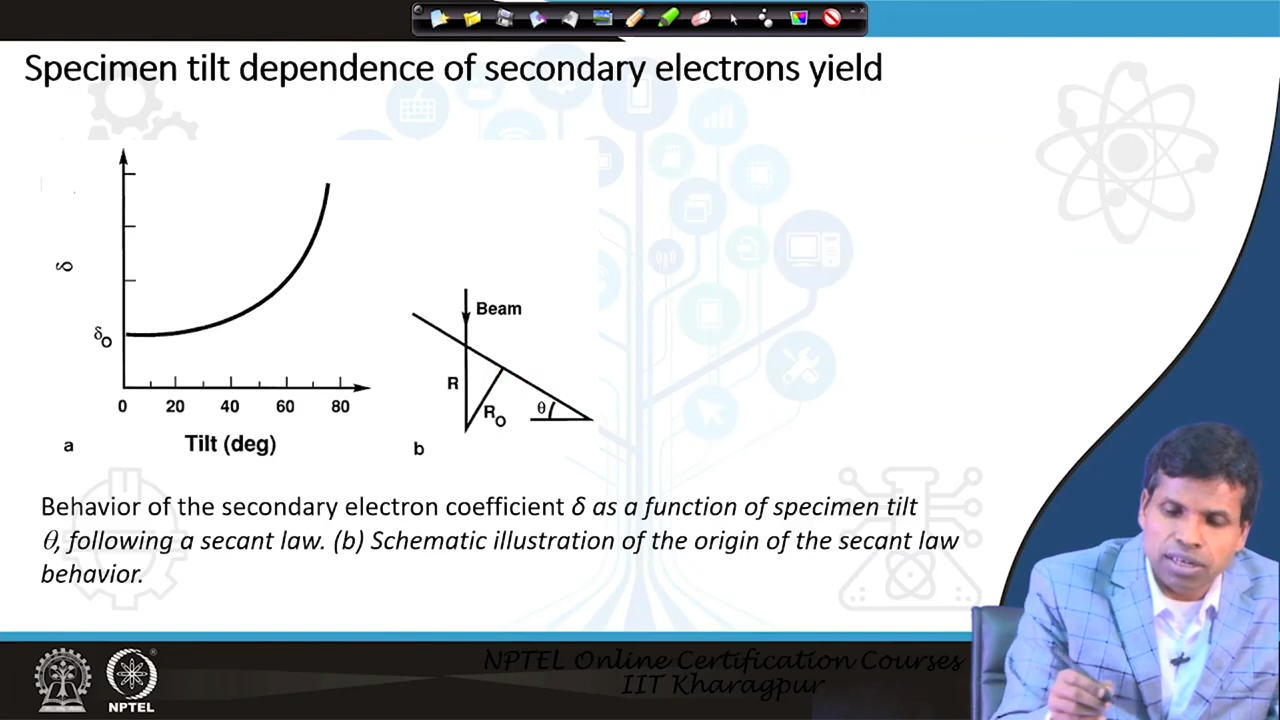 Specimen tilt dependence of secondary electrons yield
δ
δO
0 20 40 60 80
a
Tilt (deg)
Beam
R
RO
θ
b
Behavior of the secondary electron coefficient δ as a function of specimen tilt
θ, following a secant law. (b) Schematic illustration of the origin of the secant law
behavior.
NPTEL Online Certification Courses
IIT Kharagpur
NPTEL